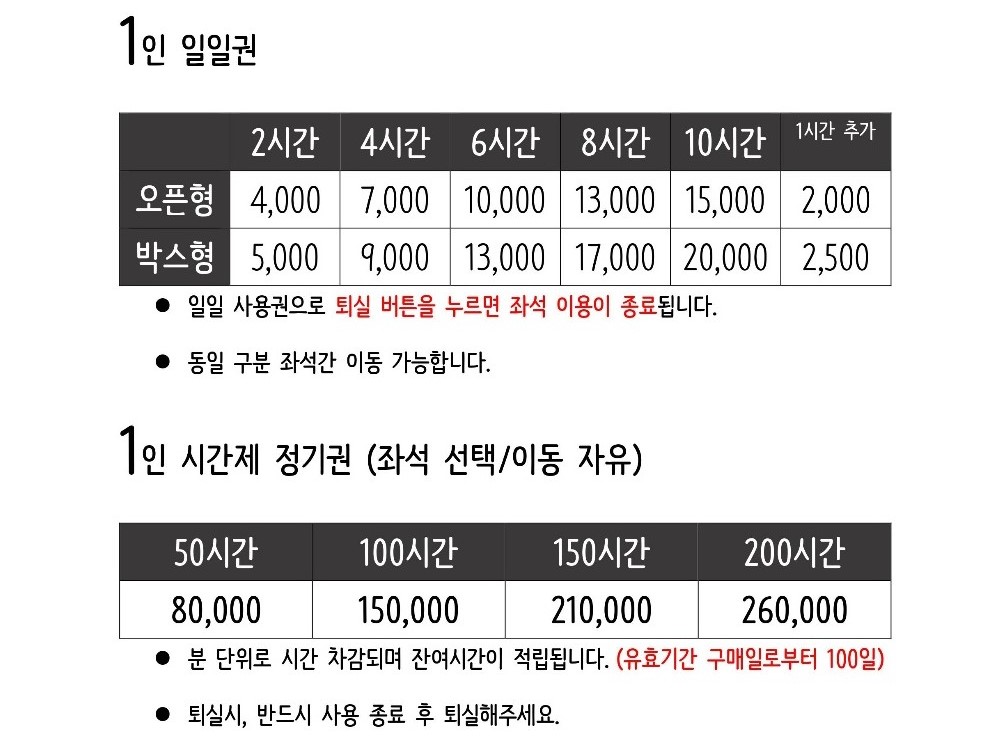 1인 일일권
2시간 4시간 6시간 8시간 10시간 1시간 추가
오픈형 4,000 7,000 10,000 13,000 15,000 2,000
박스형 5,000 9,000 13,000 17,000 20,000 2,500
● 일일 사용권으로 퇴실 버튼을 누르면 좌석 이용이 종료됩니다.
● 동일 구분 좌석간 이동 가능합니다.
1인 시간제 정기권 (좌석 선택/이동 자유)
50시간 100시간 150시간 200시간
80,000 150,000 210,000 260,000
● 분 단위로 시간 차감되며 잔여시간이 적립됩니다. (유효기간 구매일로부터 100일)
● 퇴실시, 반드시 사용 종료 후 퇴실해주세요.